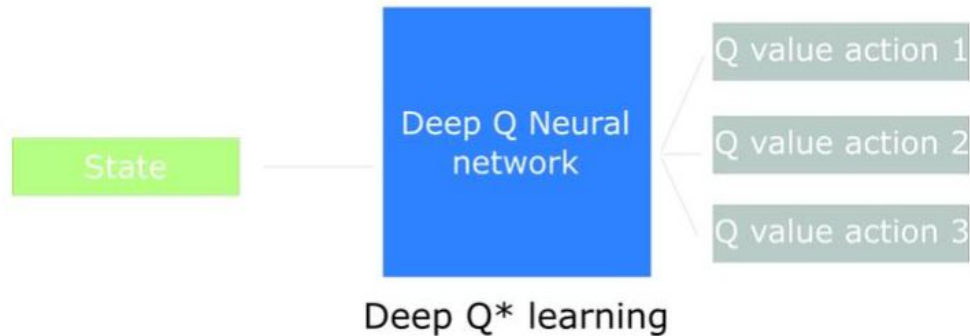 State
Deep Q Neural
network
Q value action 1
Q value action 2
Q value action 3
Deep Q* learning